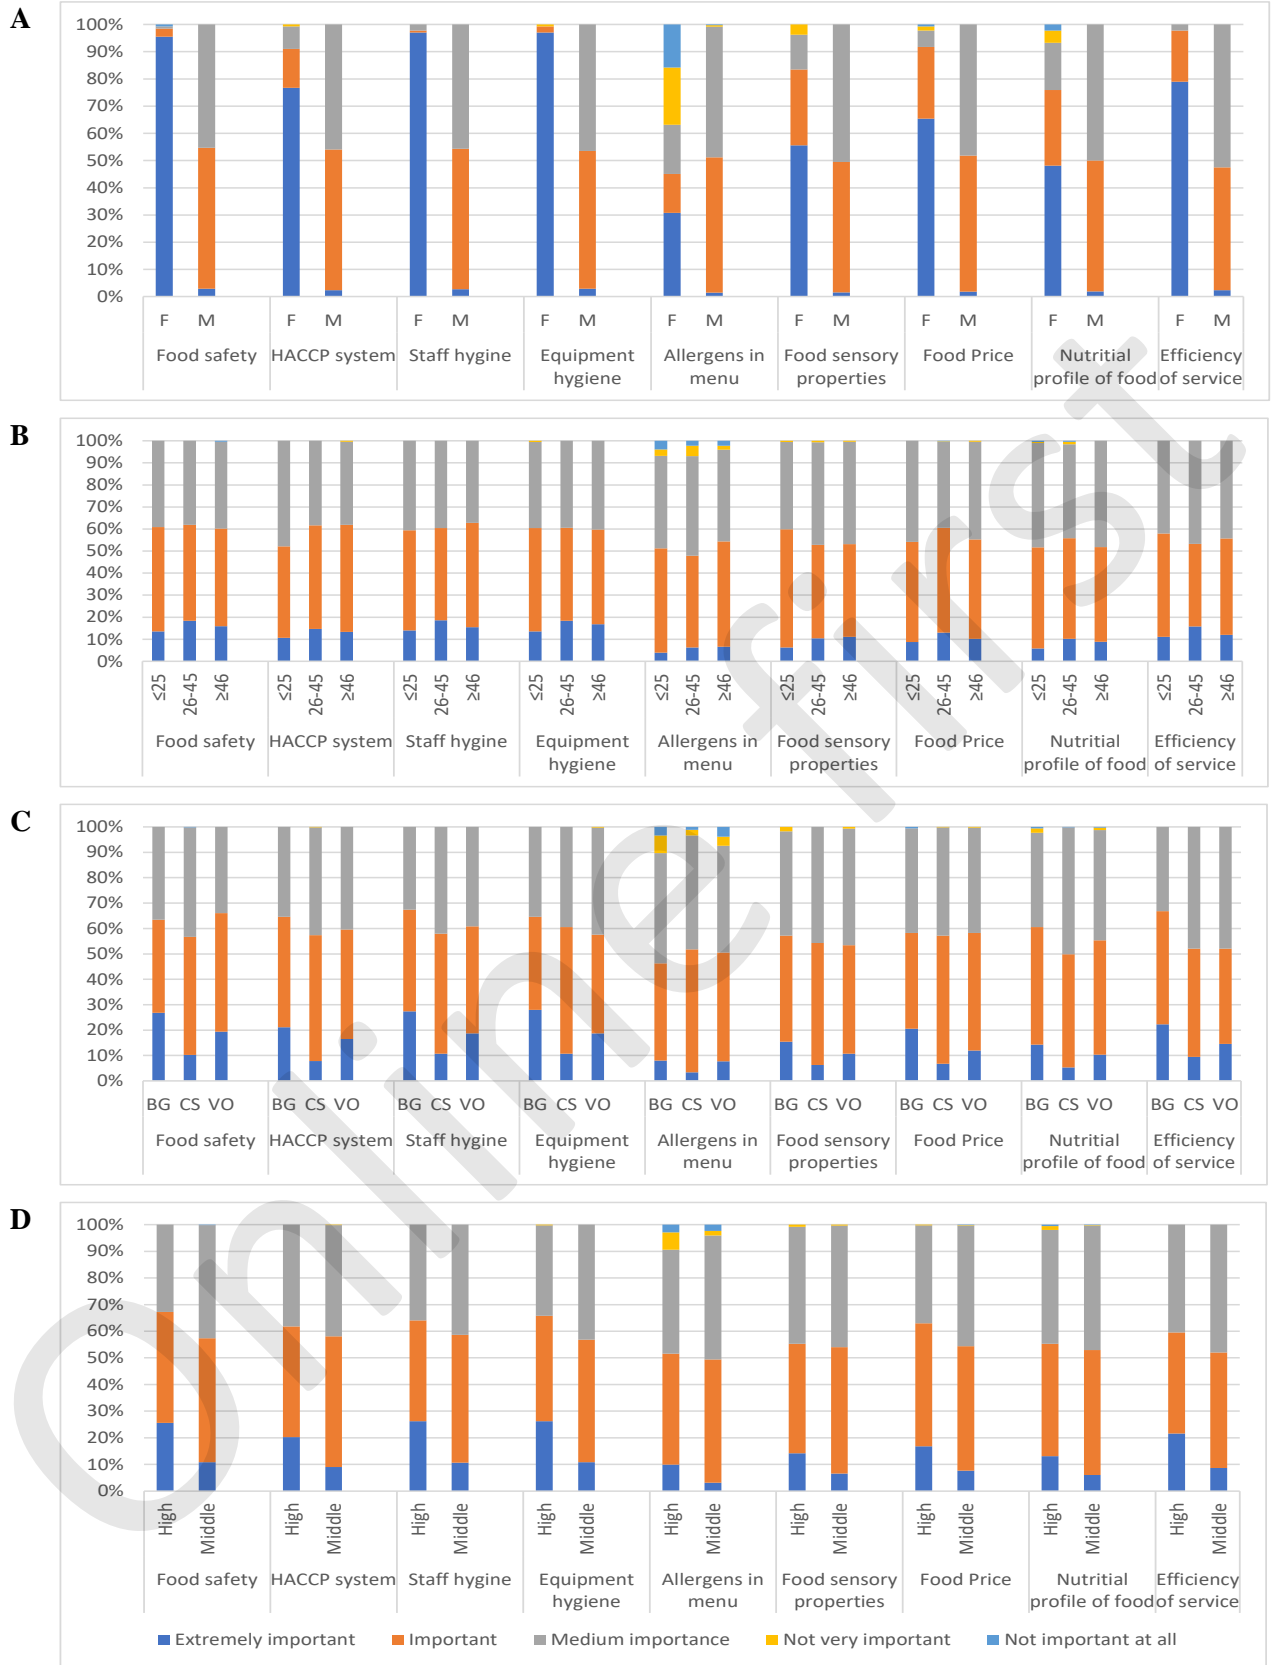 A
100%
90%
80%
70%
60%
50%
40%
30%
20%
10%
0%
F M F M F M F M F M F M F M F M F M
Food safety HACCP system Staff hygine Equipment Allergens in Food sensory Food Price Nutritial Efficiency
hygiene menu properties profile of food of service
B
100%
90%
80%
70%
60%
50%
40%
30%
20%
10%
0%
≤25 26-45 ≥46 ≤25 26-45 ≥46 ≤25 26-45 ≥46 ≤25 26-45 ≥46 ≤25 26-45 ≥46 ≤25 26-45 ≥46 ≤25 26-45 ≥46 ≤25 26-45 ≥46 ≤25 26-45 ≥46
Food safety HACCP system Staff hygine Equipment Allergens in Food sensory Food Price Nutritial Efficiency
hygiene menu properties profile of food of service
C
100%
90%
80%
70%
60%
50%
40%
30%
20%
10%
0%
BG CS VO BG CS VO BG CS VO BG CS VO BG CS VO BG CS VO BG CS VO BG CS VO BG CS VO
Food safety HACCP system Staff hygine Equipment Allergens in Food sensory Food Price Nutritial Efficiency
hygiene menu properties profile of food of service
D
100%
90%
80%
70%
60%
50%
40%
30%
20%
10%
0%
High Middle High Middle High Middle High Middle High Middle High Middle High Middle High Middle High Middle
Food safety HACCP system Staff hygine Equipment Allergens in Food sensory Food Price Nutritial Efficiency
hygiene menu properties profile of food of service
Extremely important Important Medium importance Not very important Not important at all
Online first